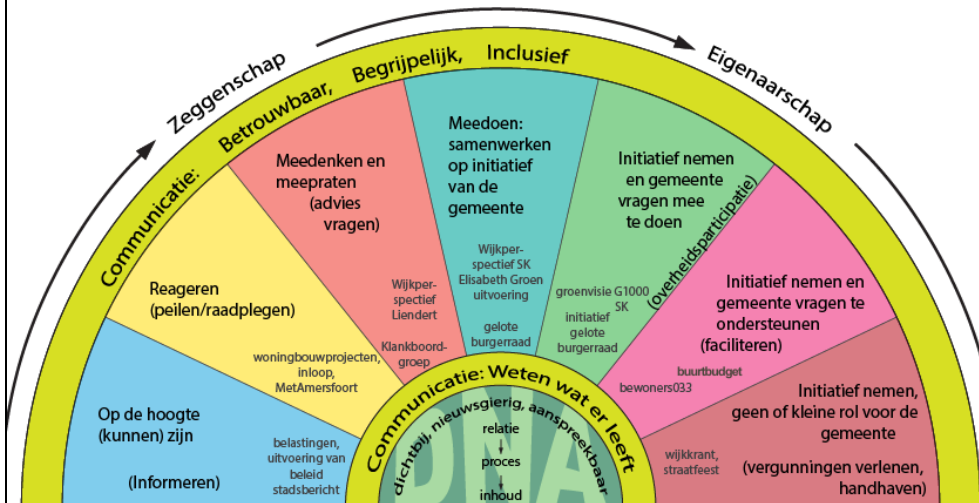 Zeggenschap
Eigenaarschap
Communicatie: Betrouwbaar, Begrijpelijk, Inclusief
Op de hoogte
(kunnen) zijn
(Informeren)
belastingen,
uitvoering van
beleid
stadsbericht
Reageren
(peilen/raadplegen)
woningbouwprojecten,
inloop,
MetAmersfoort
Meedenken en
meepraten
(advies
vragen)
Wijkper-
spectief
Liendert
Klankboord-
groep
Meedoen:
samenwerken
op initiatief
van de
gemeente
Wijkper-
spectief SK
Elisabeth Groen
uitvoering
gelote
burgerraad
Initiatief nemen
en gemeente
vragen mee
te doen
(overheidsparticipatie)
groenvisie G1000
SK
initiatief
gelote
burgerraad
Initiatief nemen en
gemeente vragen te
ondersteunen
(faciliteren)
buurtbudget
bewoners033
Initiatief nemen,
geen of kleine rol voor de
gemeente
(vergunningen verlenen,
handhaven)
wijkkrant,
straatfeest
Communicatie: Weten wat er leeft
dichtbij, nieuwsgierig, aanspreekbaar
DNA
relatie
proces
inhoud